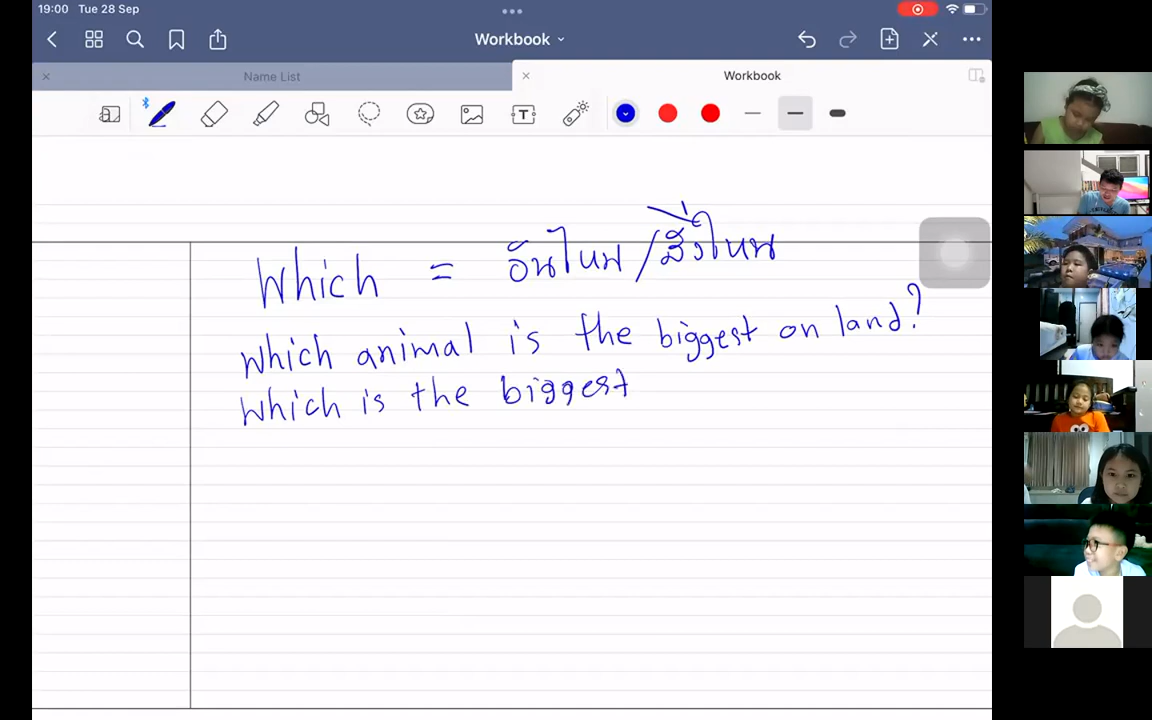 19:00 Tue 28 Sep
Workbook
Name List
Workbook
Which = อันไหน/สิ่งไหน
Which animal is the biggest on land?
Which is the biggest